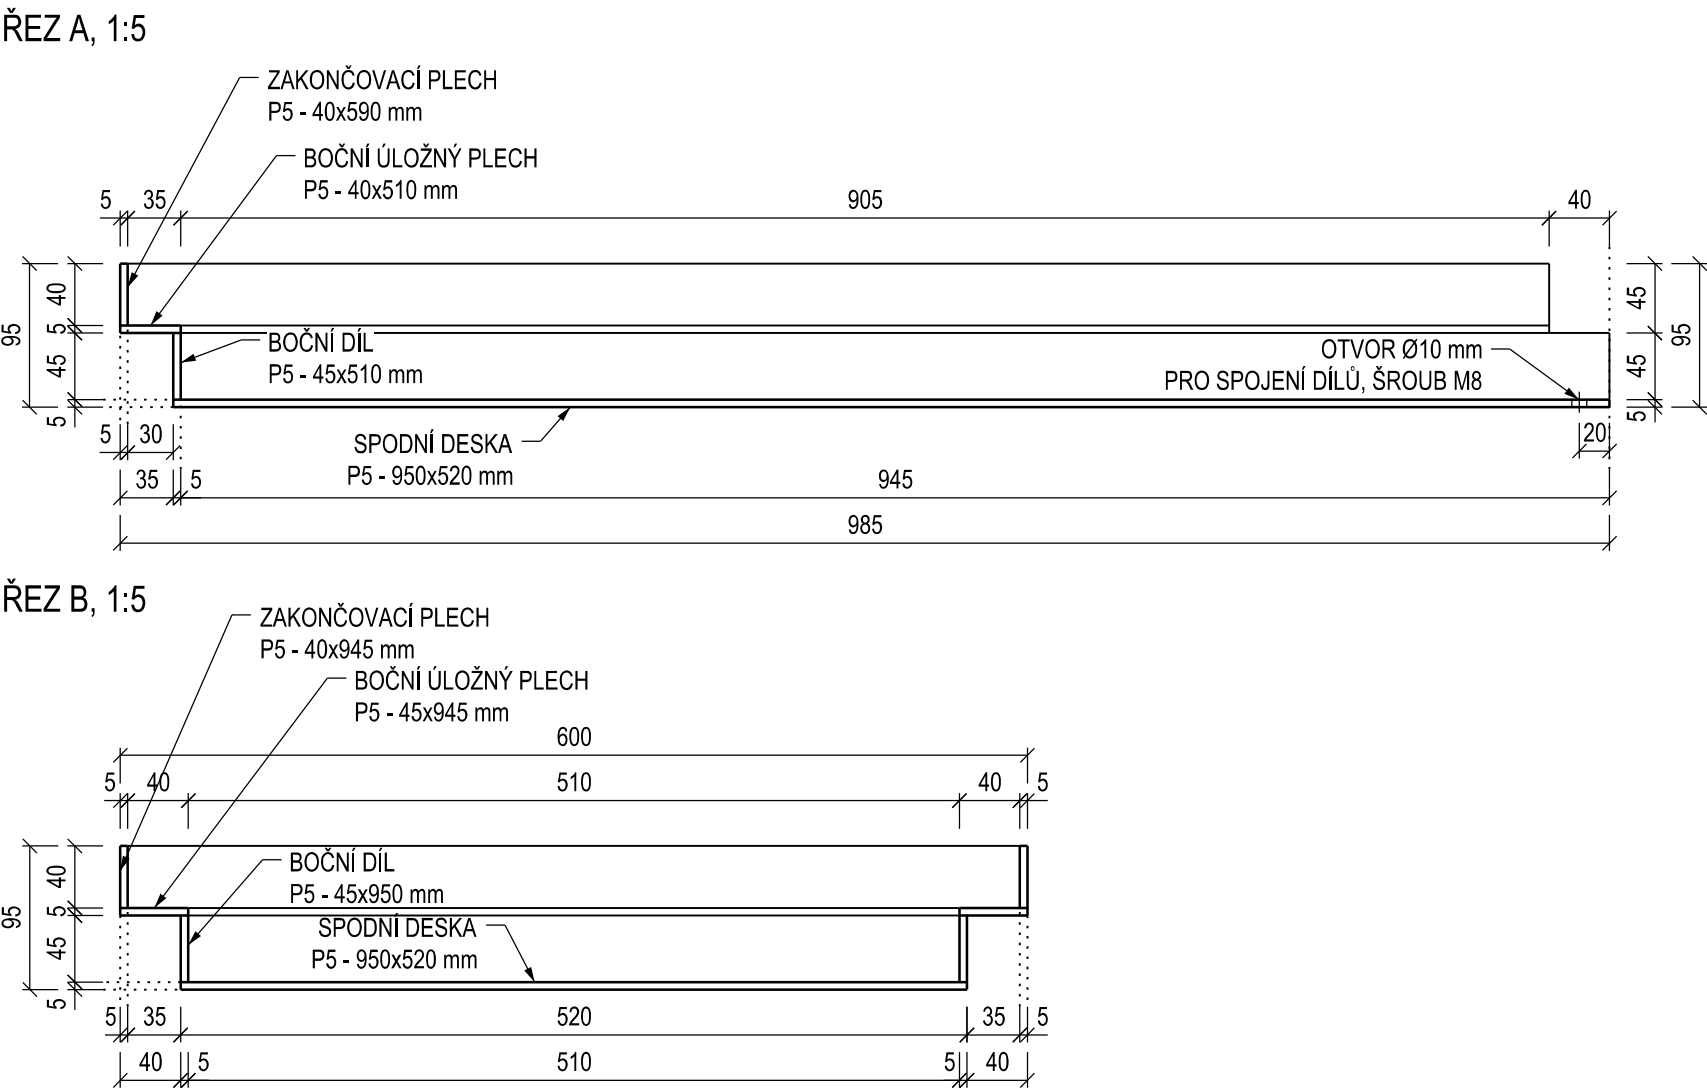 ŘEZ A, 1:5
ZAKONČOVACÍ PLECH
P5 - 40x590 mm
BOČNÍ ÚLOŽNÝ PLECH
P5 - 40x510 mm
5 35 905 40
95
40
5
45
5
BOČNÍ DÍL
P5 - 45x510 mm
OTVOR Ø10 mm
PRO SPOJENÍ DÍLŮ, ŠROUB M8
45
45
5
95
5 30
SPODNÍ DESKA
P5 - 950x520 mm
20
35 5 945
985
ŘEZ B, 1:5
ZAKONČOVACÍ PLECH
P5 - 40x945 mm
BOČNÍ ÚLOŽNÝ PLECH
P5 - 45x945 mm
600
5 40 510 40 5
95
40
5
45
5
BOČNÍ DÍL
P5 - 45x950 mm
SPODNÍ DESKA
P5 - 950x520 mm
5 35 520 35 5
40 5 510 5 40